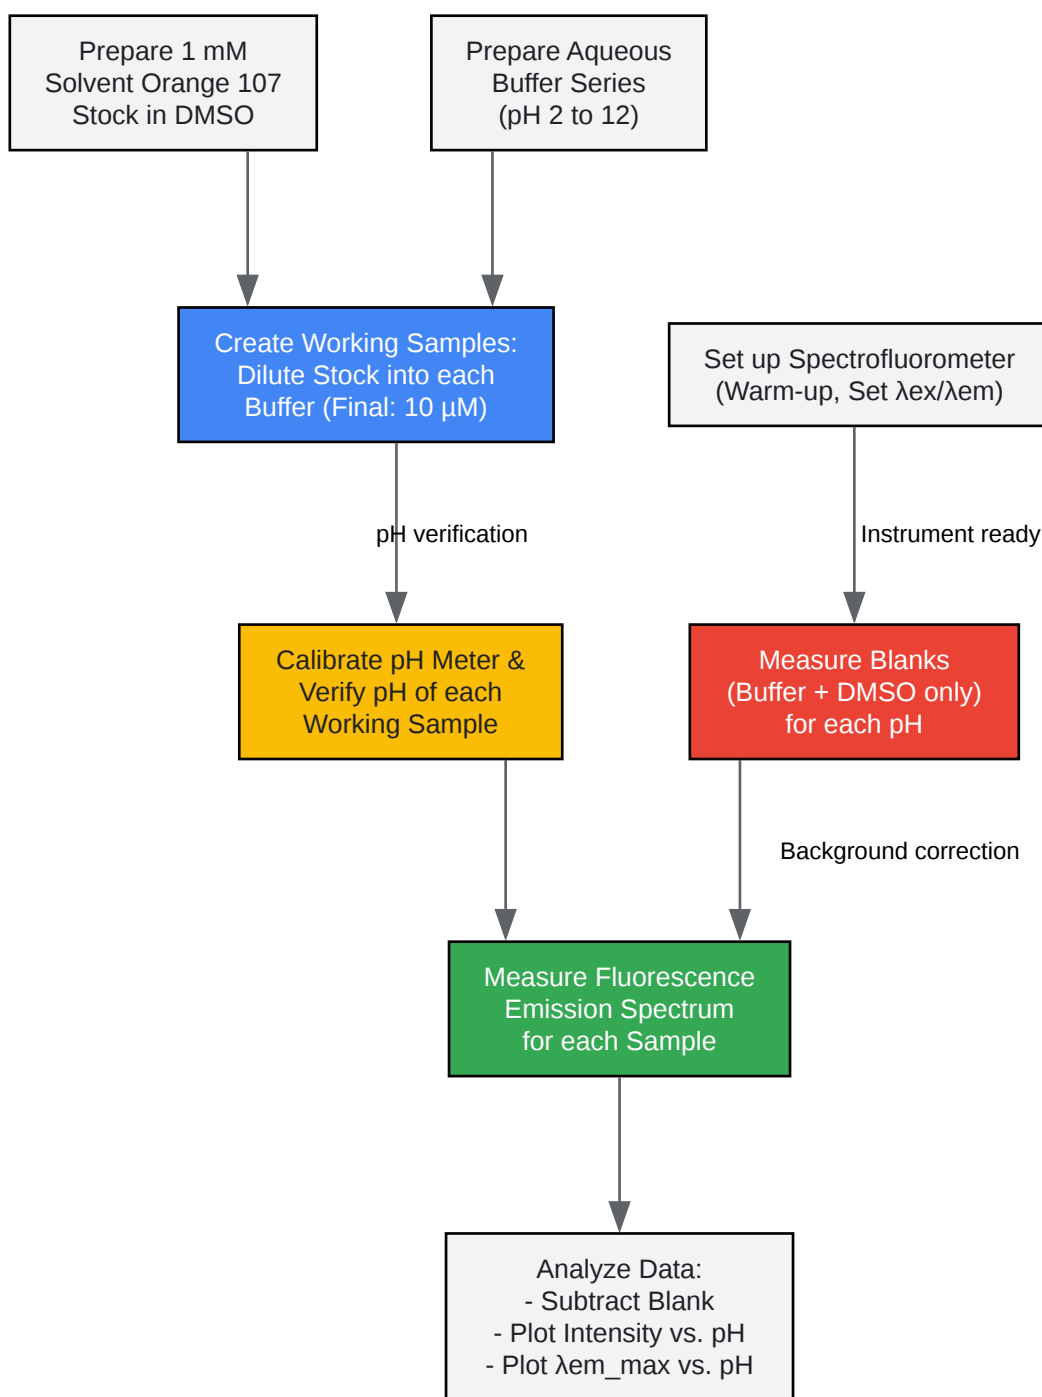 Prepare 1 mM
Solvent Orange 107
Stock in DMSO
Prepare Aqueous
Buffer Series
(pH 2 to 12)
Create Working Samples:
Dilute Stock into each
Buffer (Final: 10 µM)
Set up Spectrofluorometer
(Warm-up, Set λex/λem)
pH verification
Instrument ready
Calibrate pH Meter &
Verify pH of each
Working Sample
Measure Blanks
(Buffer + DMSO only)
for each pH
Background correction
Measure Fluorescence
Emission Spectrum
for each Sample
Analyze Data:
- Subtract Blank
- Plot Intensity vs. pH
- Plot λem_max vs. pH